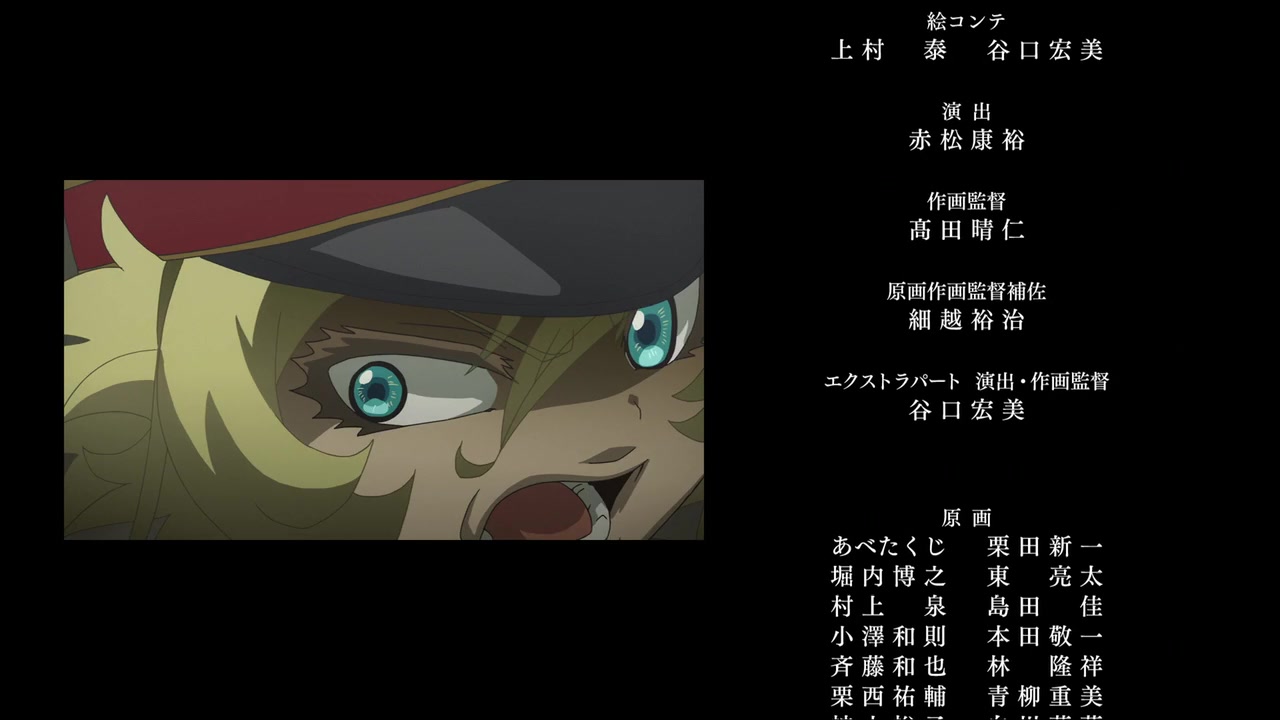 絵コンテ
上村 泰 谷口宏美
演出
赤松康裕
作画監督
髙田晴仁
原画作画監督補佐
細越裕治
エクストラパート 演出・作画監督
谷口宏美
原画
あべたくじ 栗田新一
堀内博之 東 亮太
村上 泉 島田 佳
小澤和則 本田敬一
斉藤和也 林 隆祥
栗西祐輔 青柳重美